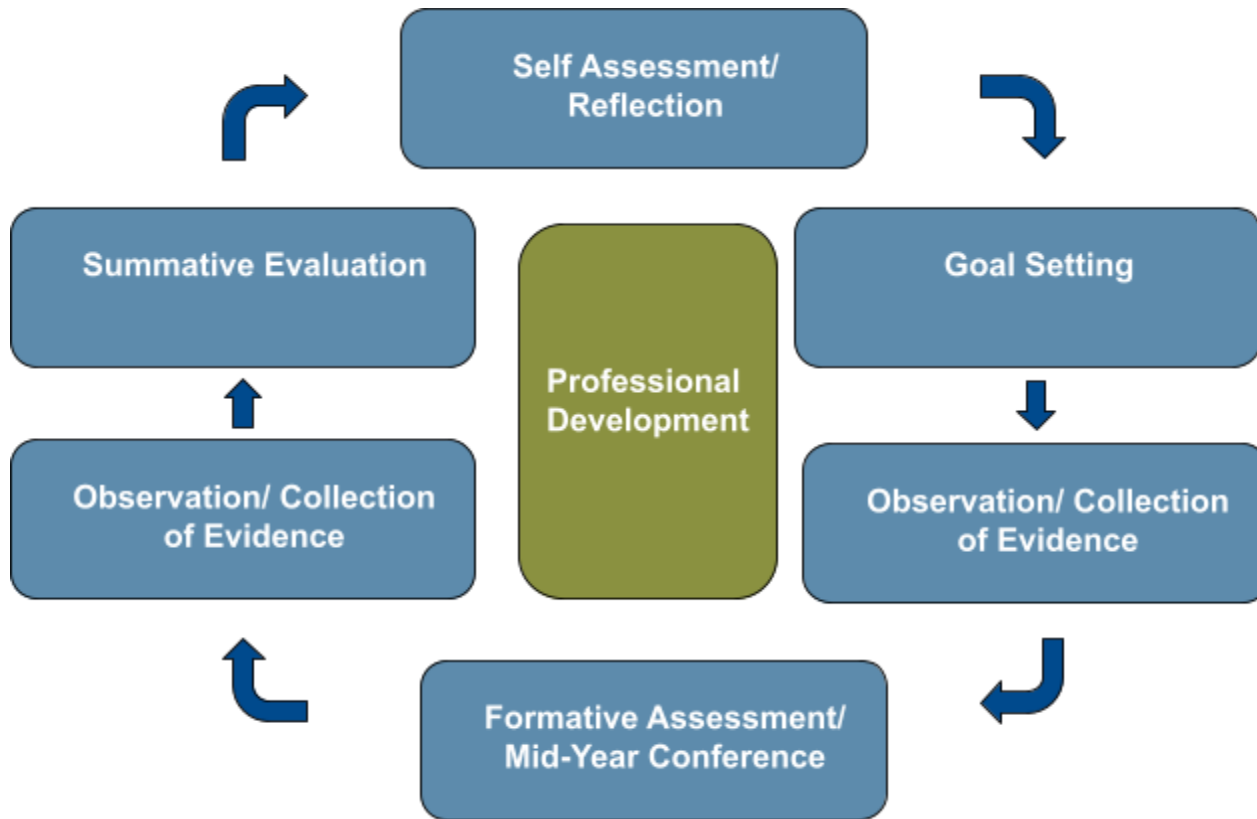 Self Assessment/
Reflection
Summative Evaluation
Goal Setting
Professional
Development
Observation/ Collection
of Evidence
Observation/ Collection
of Evidence
Formative Assessment/
Mid-Year Conference